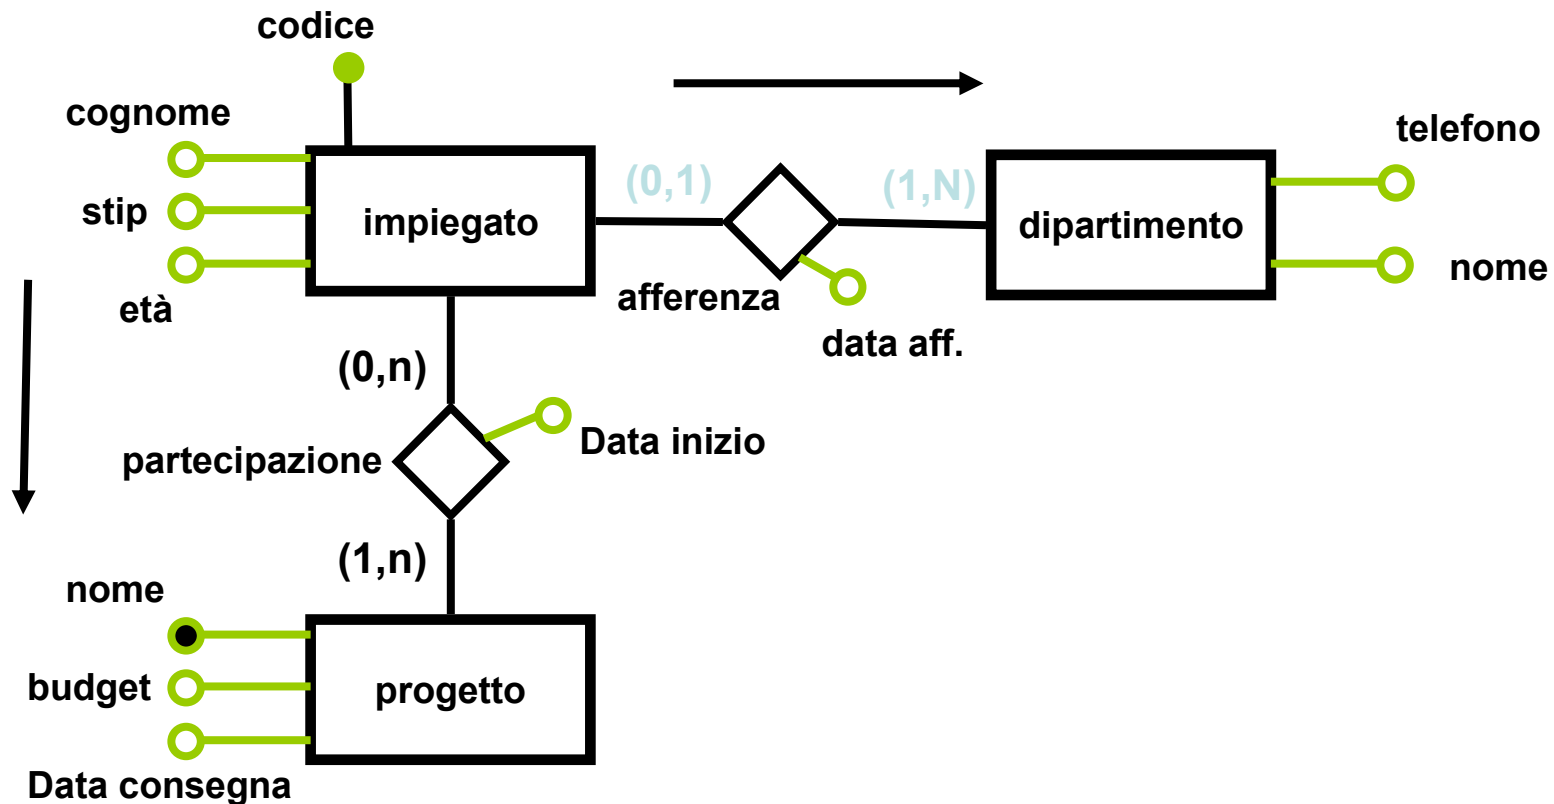 codice
cognome
telefono
(0,1)
(1,N)
stip
impiegato
dipartimento
nome
età
afferenza
data aff.
(0,n)
Data inizio
partecipazione
(1,n)
nome
budget
progetto
Data consegna